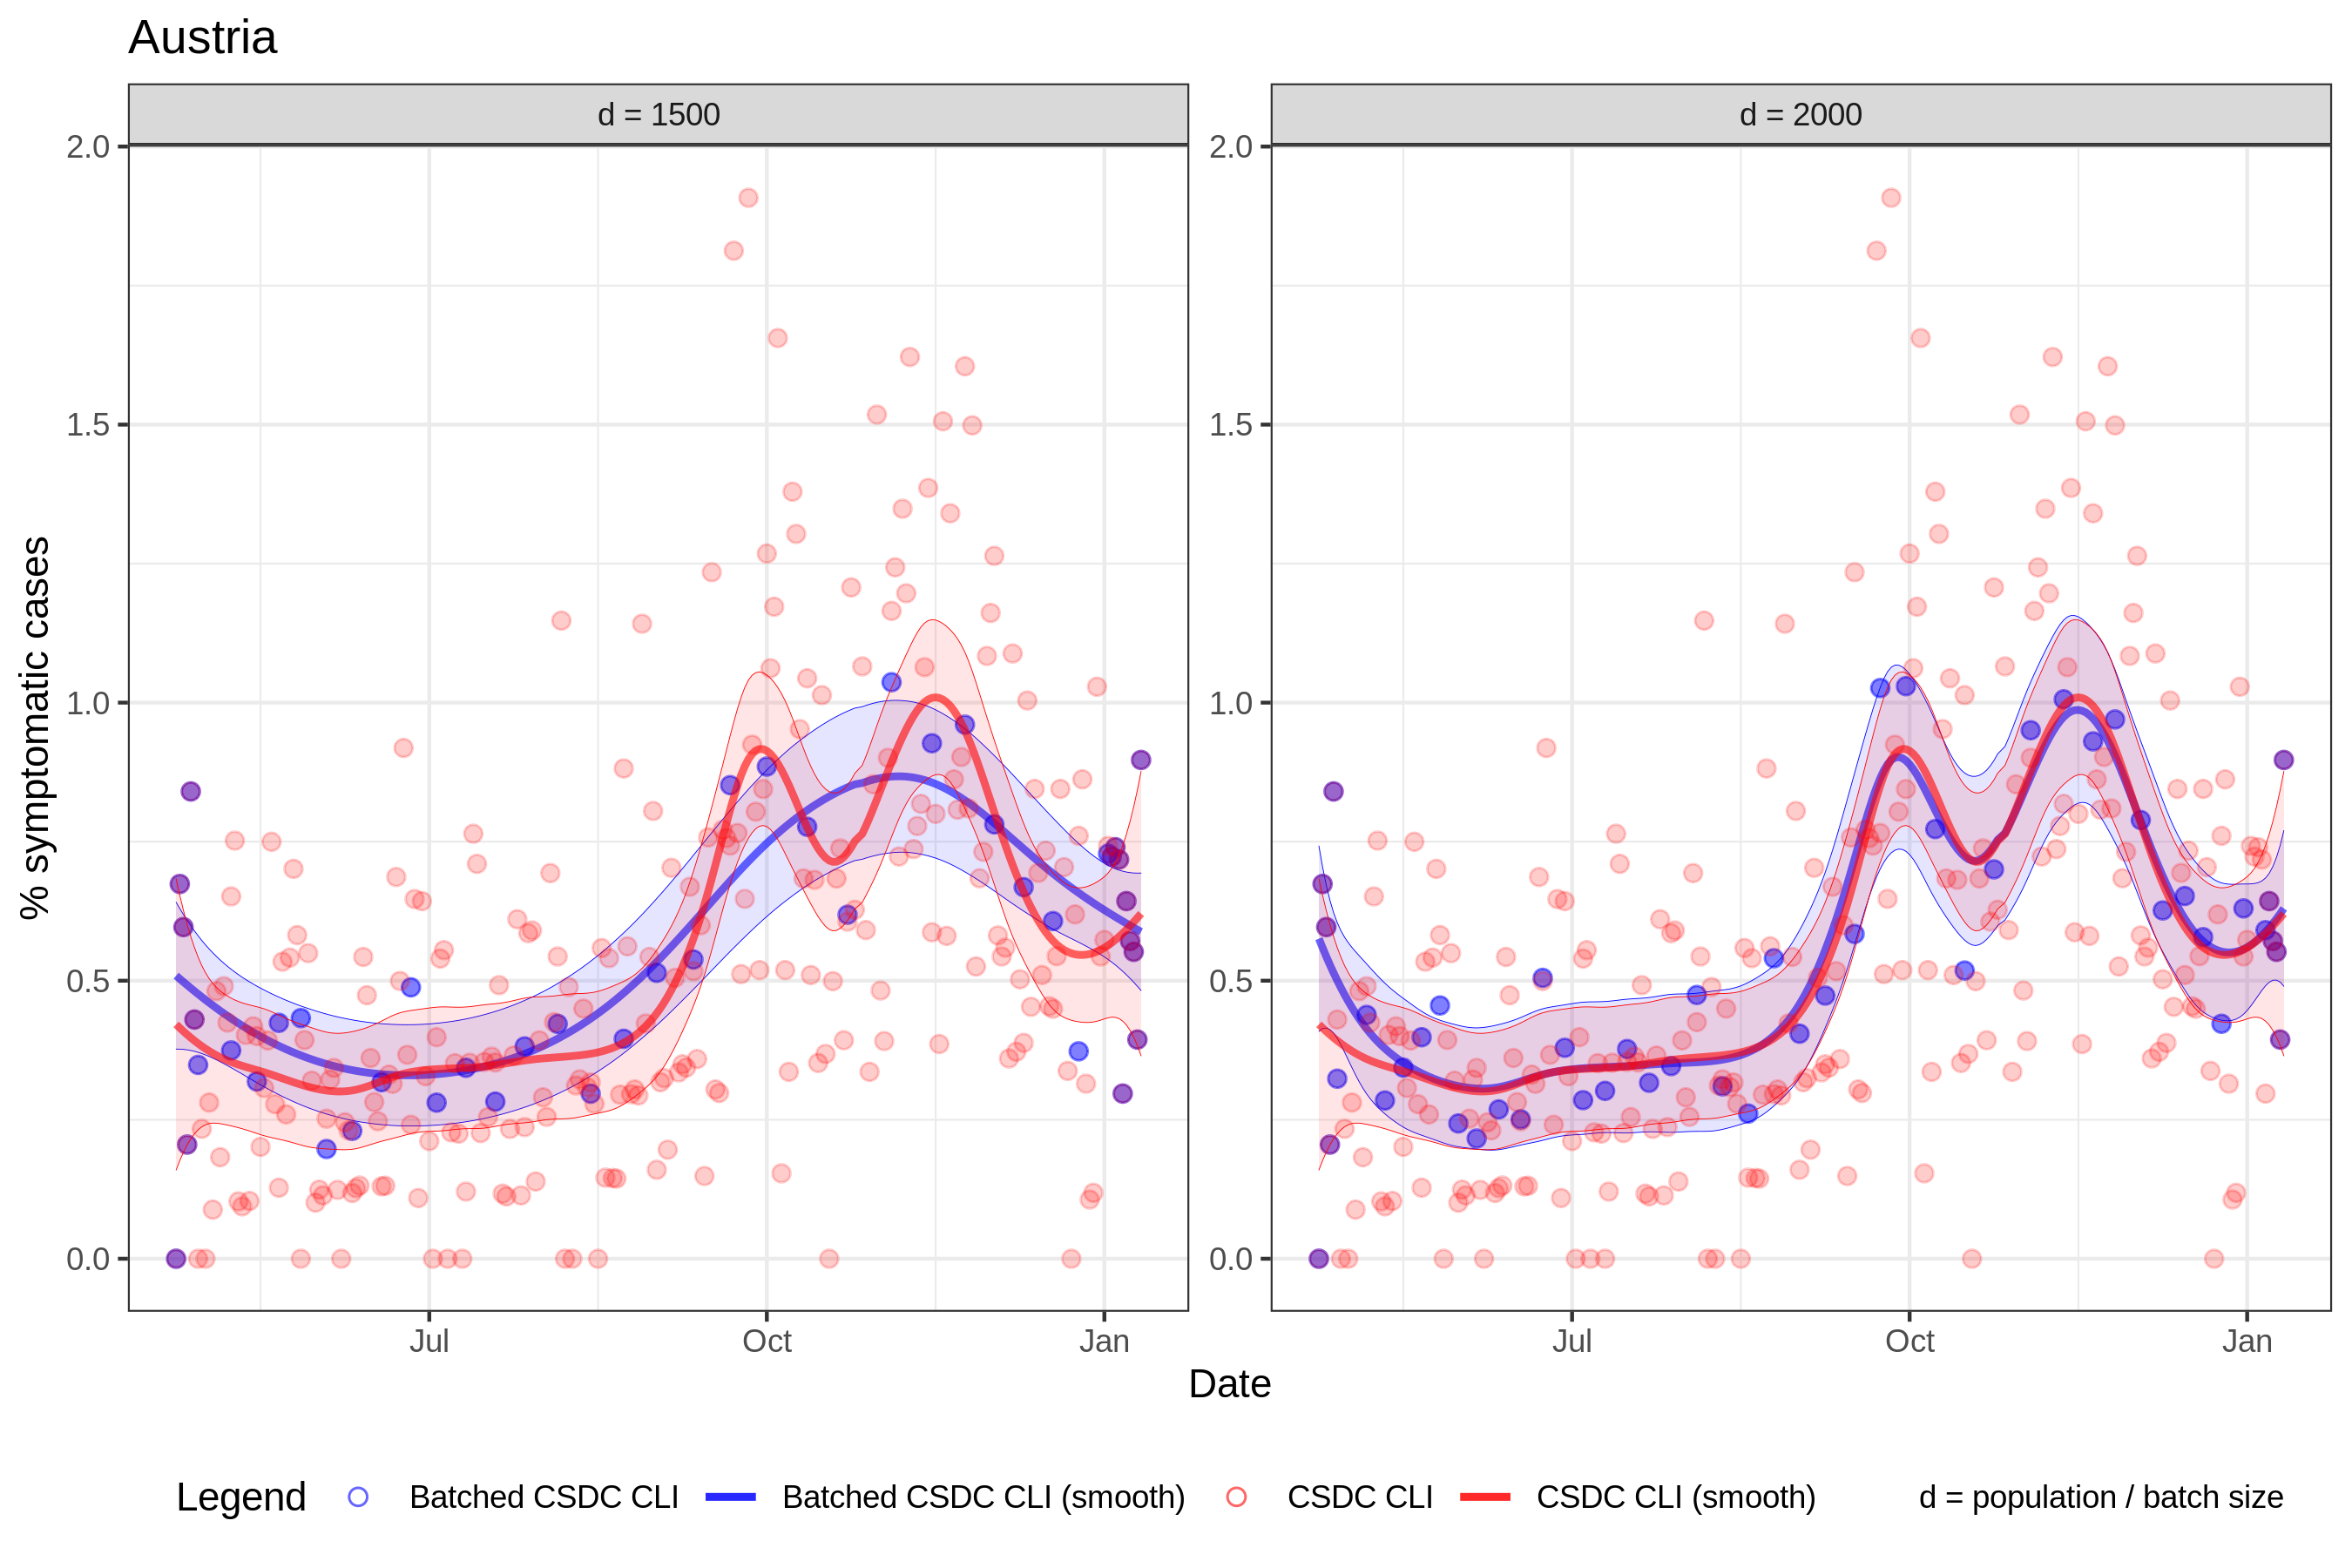 Austria
d = 1500
d = 2000
% symptomatic cases
2.0
1.5
1.0
0.5
0.0
2.0
1.5
1.0
0.5
0.0
Jul
Oct
Jan
Jul
Oct
Jan
Date
Legend
Batched CSDC CLI
Batched CSDC CLI (smooth)
CSDC CLI
CSDC CLI (smooth)
d = population / batch size